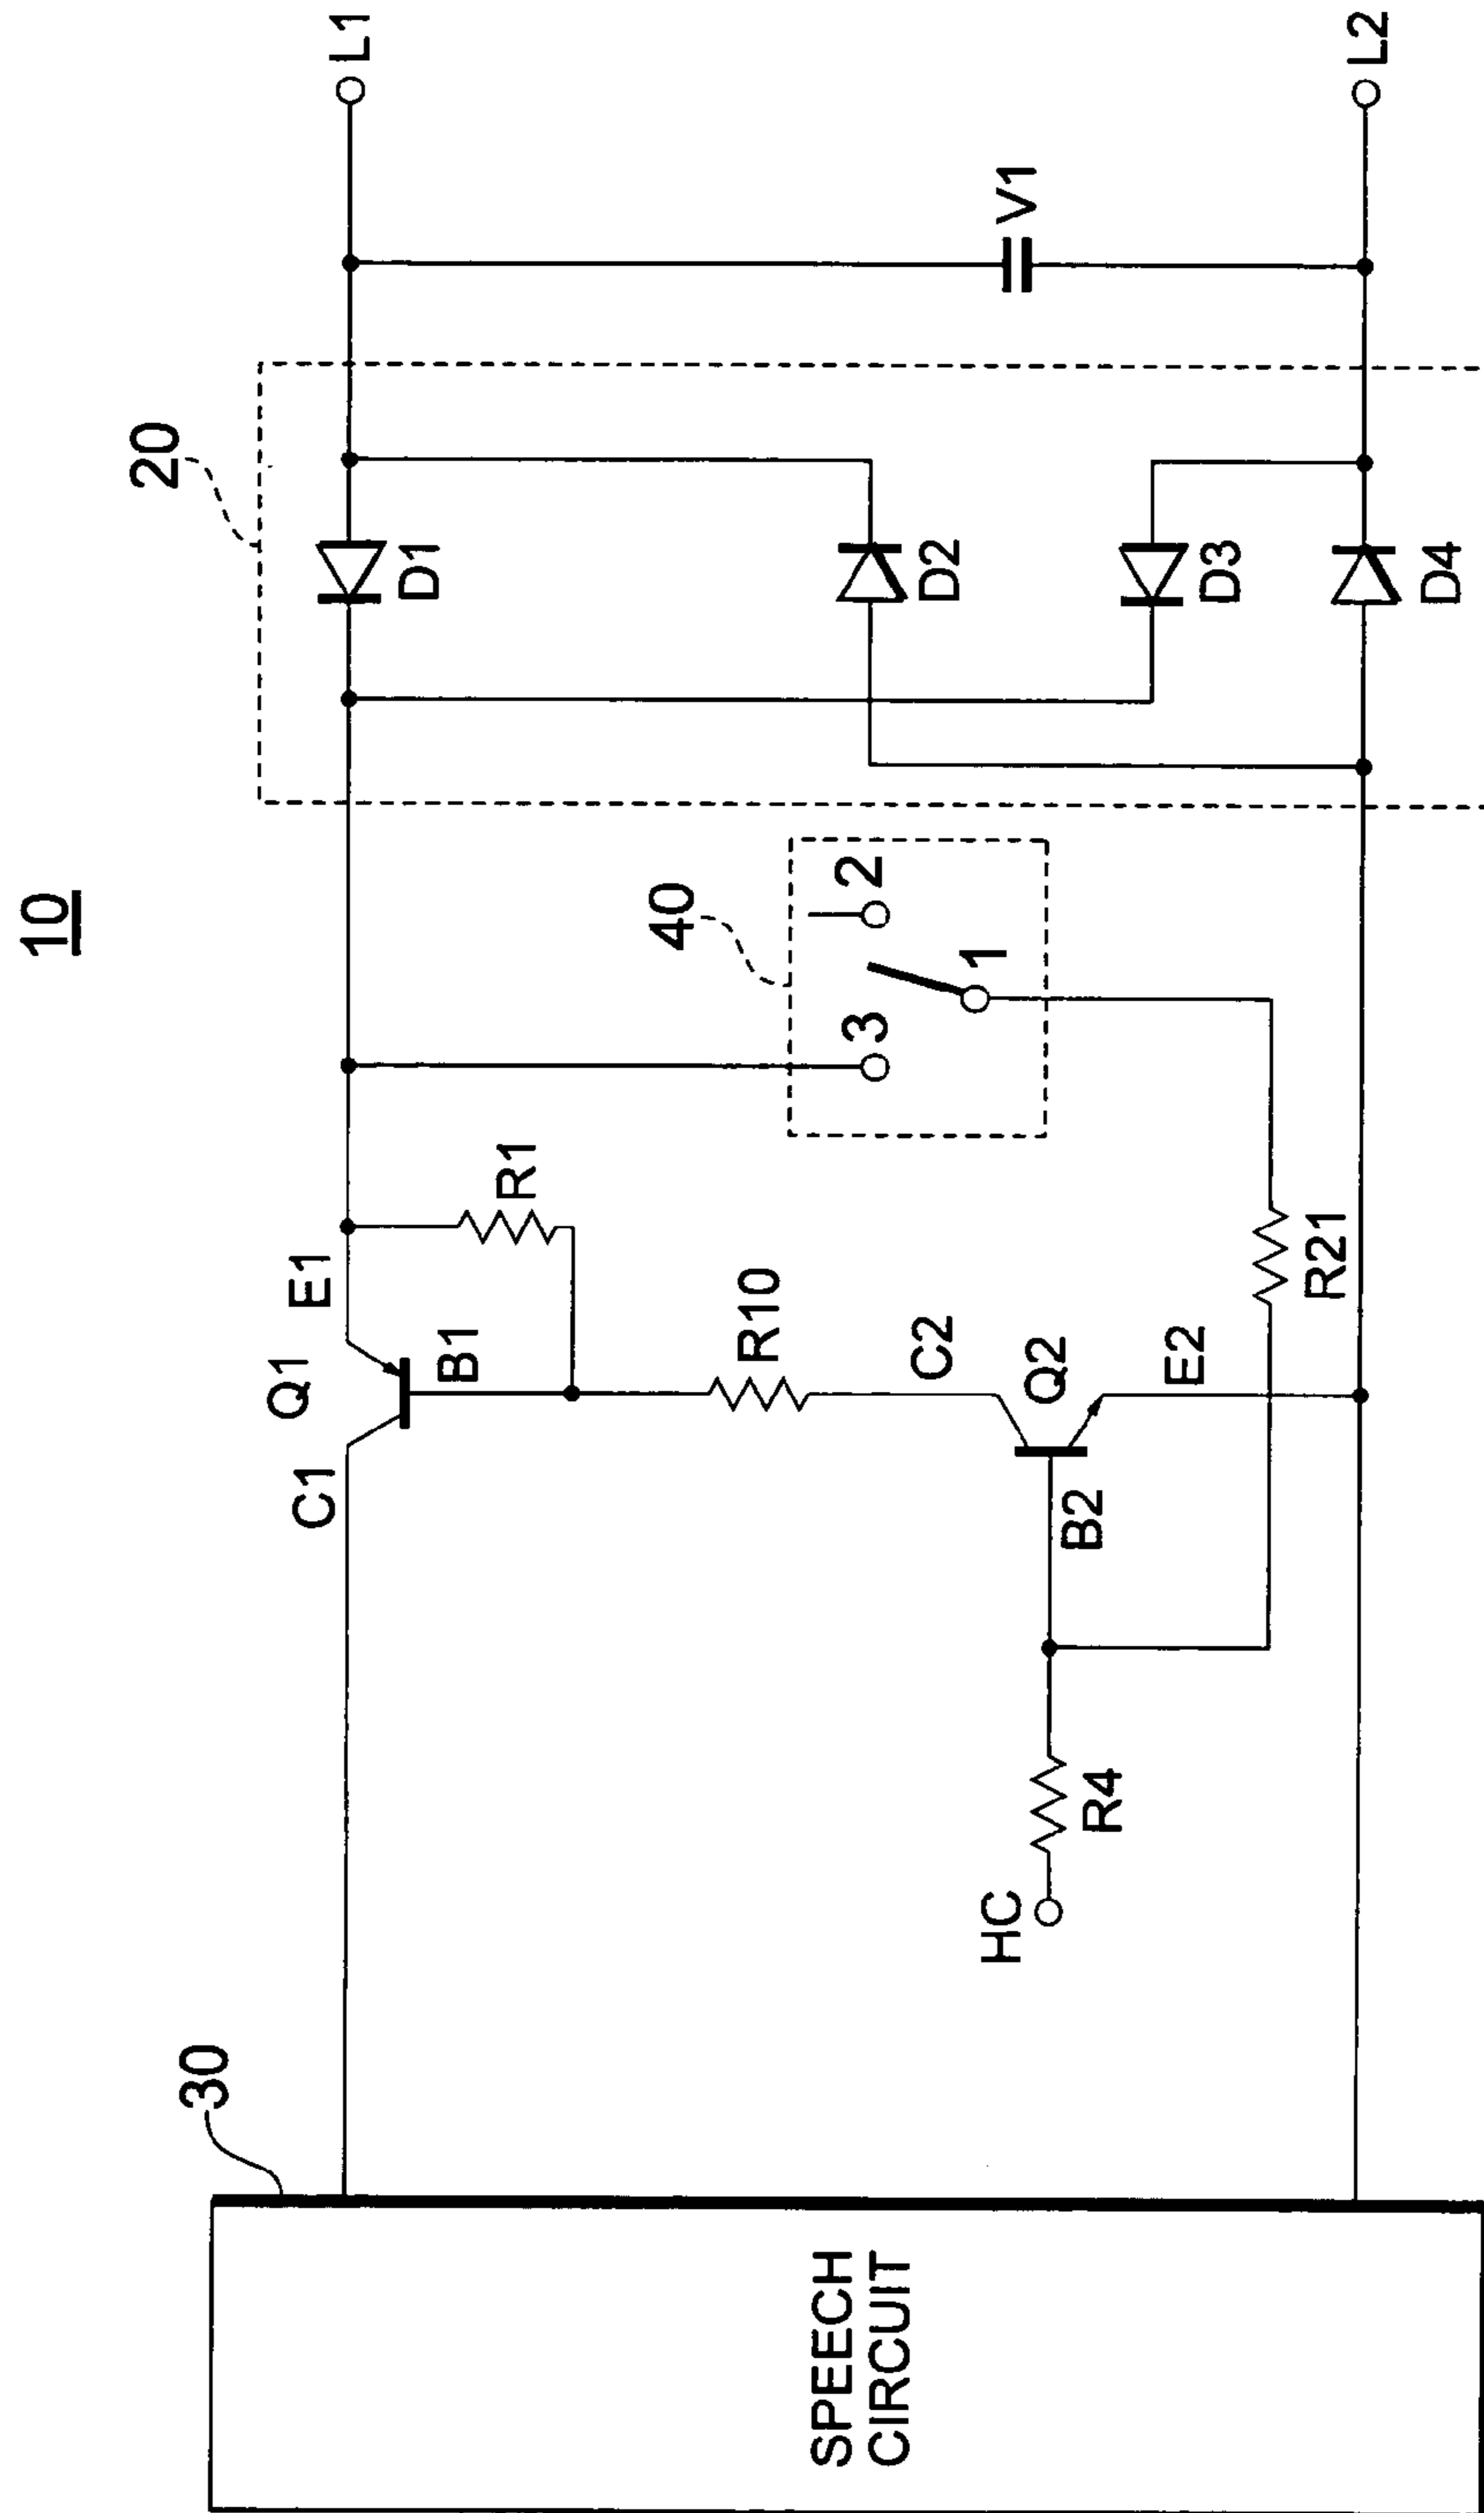 10
20
30
40
L1
L2
V1
D1
D2
D3
D4
1
2
3
R1
E1
Q1
B1
C1
R10
C2
Q2
E2
B2
R21
R4
HC
SPEECH
CIRCUIT